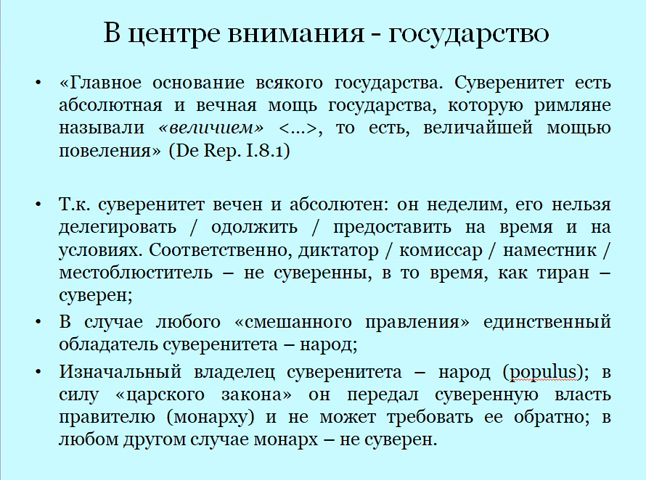 В центре внимания - государство
• «Главное основание всякого государства. Суверенитет есть
абсолютная и вечная мощь государства, которую римляне
называли «величием» <...>, то есть, величайшей мощью
повеления» (De Rep. I.8.1)
• Т.к. суверенитет вечен и абсолютен: он неделим, его нельзя
делегировать / одолжить / предоставить на время и на
условиях. Соответственно, диктатор / комиссар / наместник /
местоблюститель – не суверенны, в то время, как тиран –
суверен;
• В случае любого «смешанного правления» единственный
обладатель суверенитета – народ;
• Изначальный владелец суверенитета – народ (populus); в
силу «царского закона» он передал суверенную власть
правителю (монарху) и не может требовать ее обратно; в
любом другом случае монарх – не суверен.